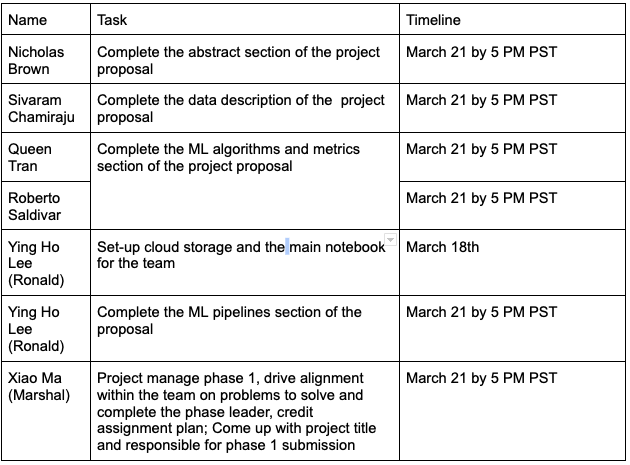 Name Task Timeline
Nicholas Complete the abstract section of the project March 21 by 5 PM PST
Brown proposal
Sivaram Complete the data description of the  project March 21 by 5 PM PST
Chamiraju proposal
Queen Complete the ML algorithms and metrics March 21 by 5 PM PST
Tran section of the project proposal
Roberto March 21 by 5 PM PST
Saldivar
Ying Ho Set-up cloud storage and the main notebook March 18th
Lee for the team
(Ronald)
Ying Ho Complete the ML pipelines section of the March 21 by 5 PM PST
Lee proposal
(Ronald)
Xiao Ma Project manage phase 1, drive alignment March 21 by 5 PM PST
(Marshal) within the team on problems to solve and
complete the phase leader, credit
assignment plan; Come up with project title
and responsible for phase 1 submission